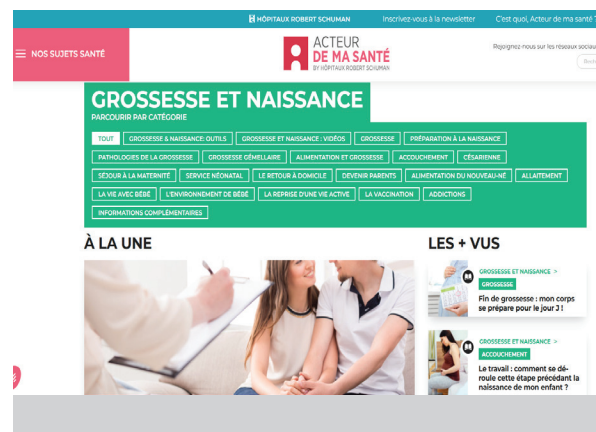 HÔPITAUX ROBERT SCHUMAN
Inscrivez-vous à la newsletter
C'est quoi, Acteur de ma santé ?
NOS SUJETS SANTÉ
ACTEUR
DE MA SANTÉ
BY HÔPITAUX ROBERT SCHUMAN
Rejoignez-nous sur les réseaux sociau
GROSSESSE ET NAISSANCE
PARCOURIR PAR CATÉGORIE
TOUT GROSSESSE & NAISSANCE: OUTILS GROSSESSE ET NAISSANCE : VIDÉOS GROSSESSE PRÉPARATION À LA NAISSANCE
PATHOLOGIES DE LA GROSSESSE GROSSESSE GÉMELLAIRE ALIMENTATION ET GROSSESSE ACCOUCHEMENT CÉSARIENNE
SÉJOUR À LA MATERNITÉ SERVICE NÉONATAL LE RETOUR À DOMICILE DEVENIR PARENTS ALIMENTATION DU NOUVEAU-NÉ ALLAITEMENT
LA VIE AVEC BÉBÉ L'ENVIRONNEMENT DE BÉBÉ LA REPRISE D'UNE VIE ACTIVE LA VACCINATION ADDICTIONS
INFORMATIONS COMPLÉMENTAIRES
À LA UNE
LES + VUS
GROSSESSE ET NAISSANCE >
GROSSESSE
Fin de grossesse : mon corps
se prépare pour le jour J !
GROSSESSE ET NAISSANCE >
ACCOUCHEMENT
Le travail : comment se dé-
roule cette étape précédant la
naissance de mon enfant ?